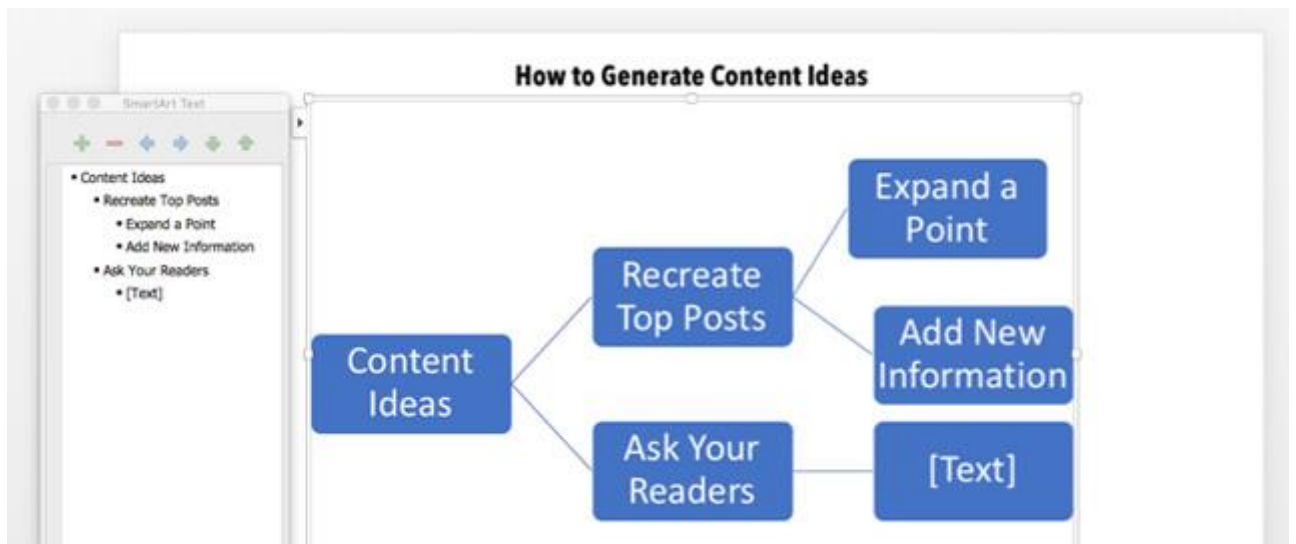 How to Generate Content Ideas
SmartArt Text
• Content Ideas
• Recreate Top Posts
• Expand a Point
• Add New Information
• Ask Your Readers
• [Text]
Expand a
Point
Recreate
Top Posts
Add New
Information
Content
Ideas
Ask Your
Readers
[Text]